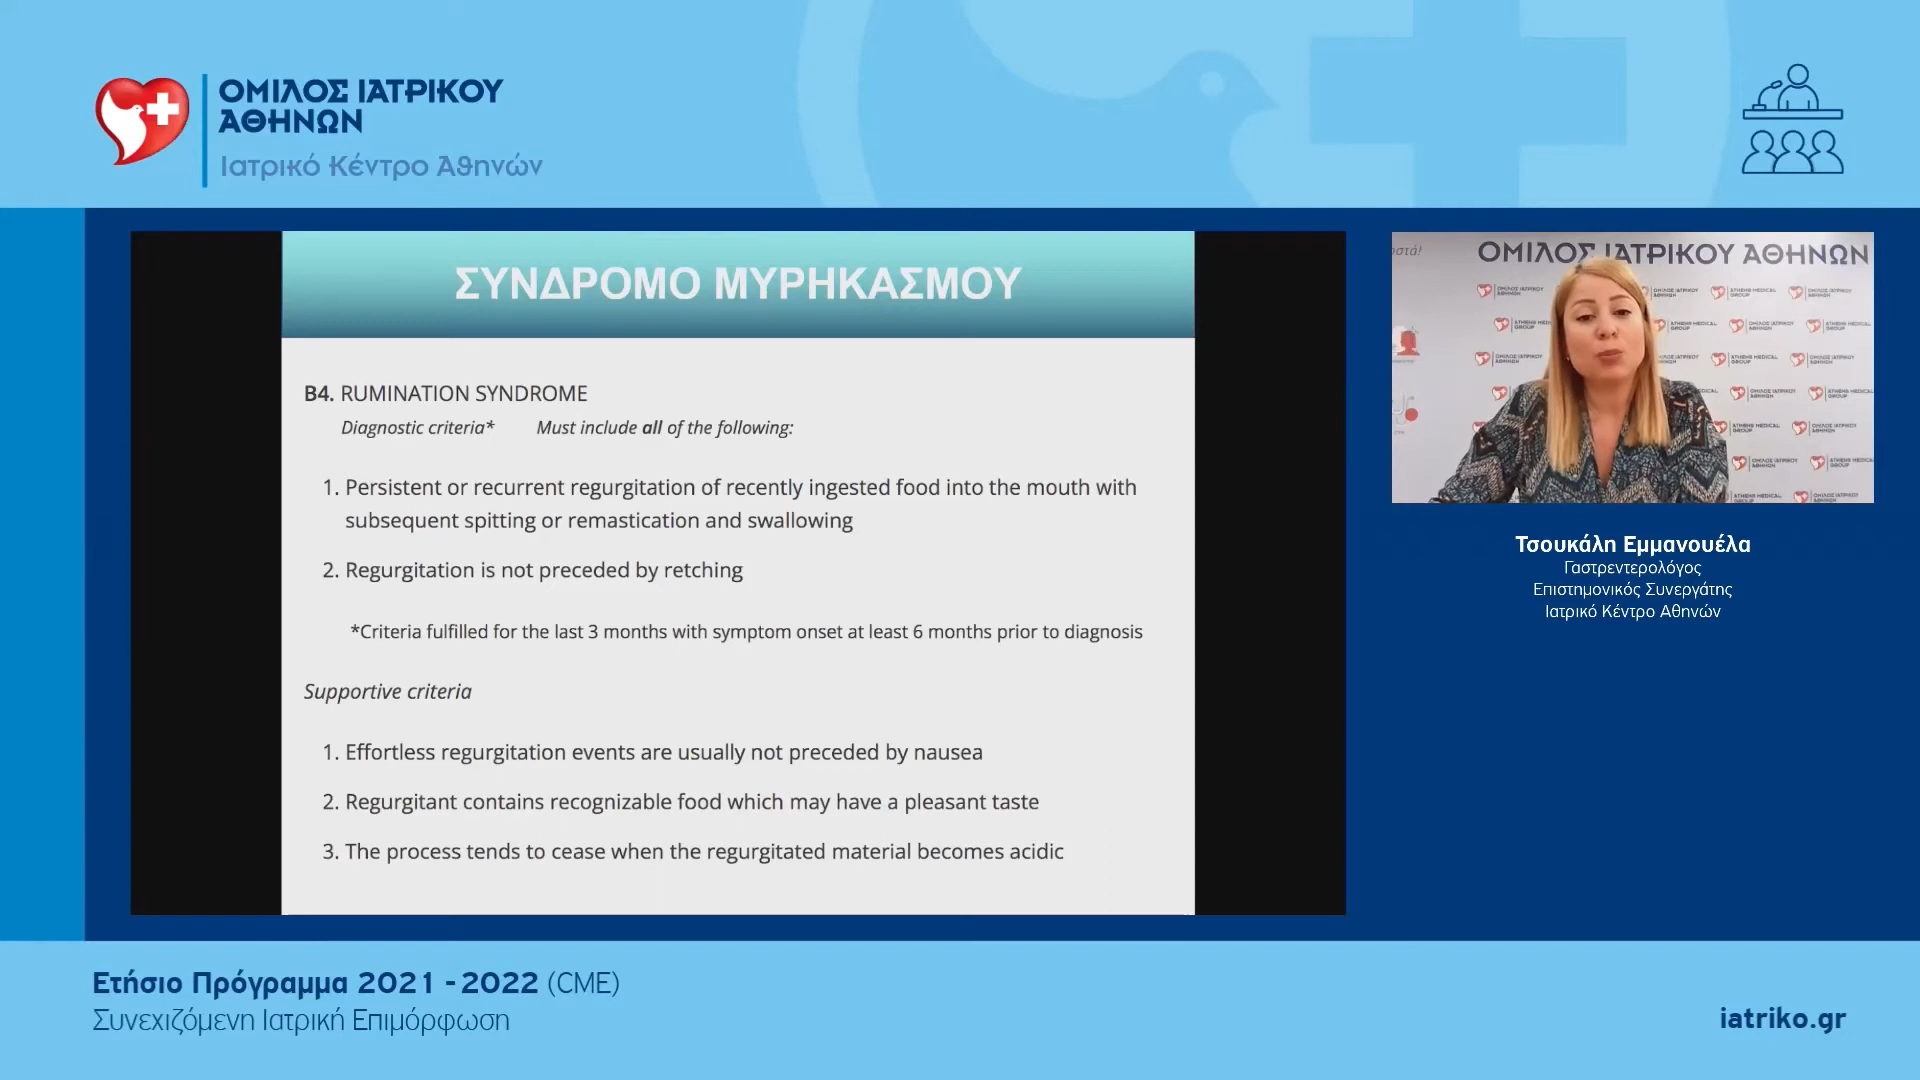 ΟΜΙΛΟΣ ΙΑΤΡΙΚΟΥ
ΑΘΗΝΩΝ
Ιατρικό Κέντρο Αθηνών
ΣΥΝΔΡΟΜΟ ΜΥΡΗΚΑΣΜΟΥ
B4. RUMINATION SYNDROME
Diagnostic criteria* Must include all of the following:
1. Persistent or recurrent regurgitation of recently ingested food into the mouth with
subsequent spitting or remastication and swallowing
2. Regurgitation is not preceded by retching
*Criteria fulfilled for the last 3 months with symptom onset at least 6 months prior to diagnosis
Supportive criteria
1. Effortless regurgitation events are usually not preceded by nausea
2. Regurgitant contains recognizable food which may have a pleasant taste
3. The process tends to cease when the regurgitated material becomes acidic
ΟΜΙΛΟΣ ΙΑΤΡΙΚΟΥ ΑΘΗΝΩΝ
Τσουκάλη Εμμανουέλα
Γαστρεντερολόγος
Επιστημονικός Συνεργάτης
Ιατρικό Κέντρο Αθηνών
Ετήσιο Πρόγραμμα 2021 - 2022 (CME)
Συνεχιζόμενη Ιατρική Επιμόρφωση
iatriko.gr